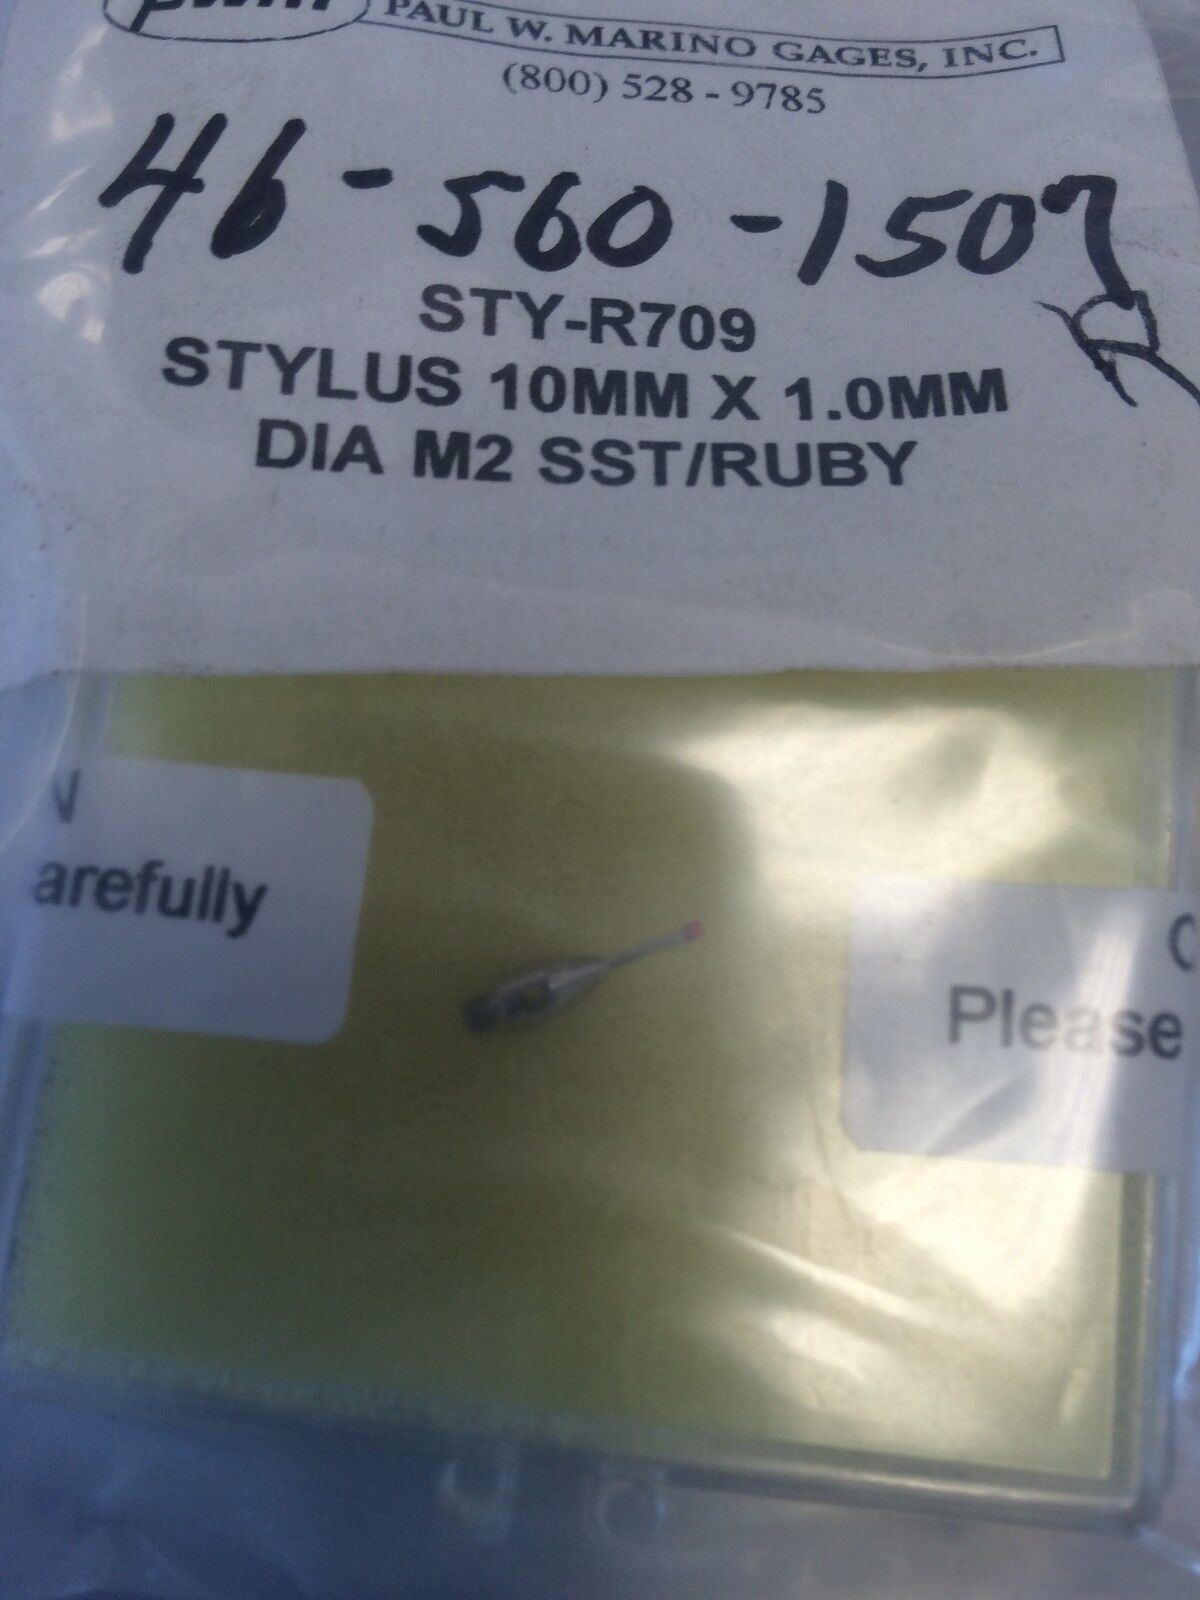 PAUL W. MARINO GAGES, INC.
(800) 528 - 9785
46-560-1507
STY-R709
STYLUS 10MM X 1.0MM
DIA M2 SST/RUBY
N
arefully
C
Please